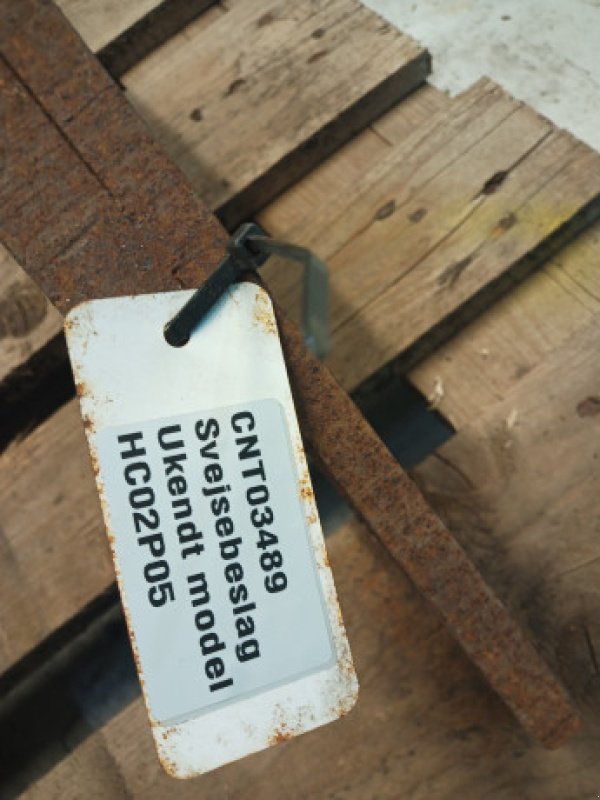 CNT03489
Svejsebeslag
Ukendt model
HC02P05